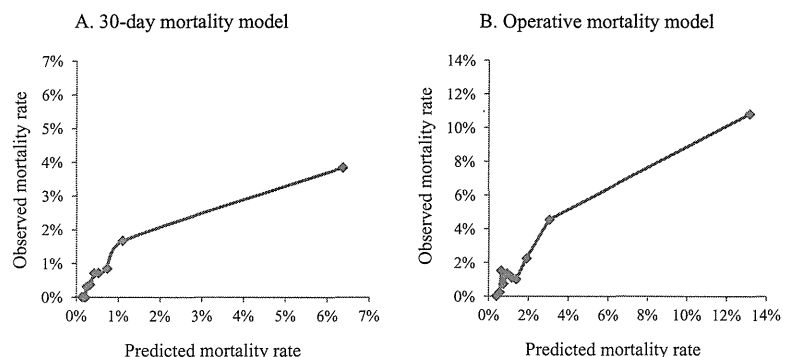 A. 30-day mortality model
7%
6%
5%
4%
3%
2%
1%
0%
Observed mortality rate
0% 1% 2% 3% 4% 5% 6% 7%
Predicted mortality rate
B. Operative mortality model
14%
12%
10%
8%
6%
4%
2%
0%
Observed mortality rate
0% 2% 4% 6% 8% 10% 12% 14%
Predicted mortality rate